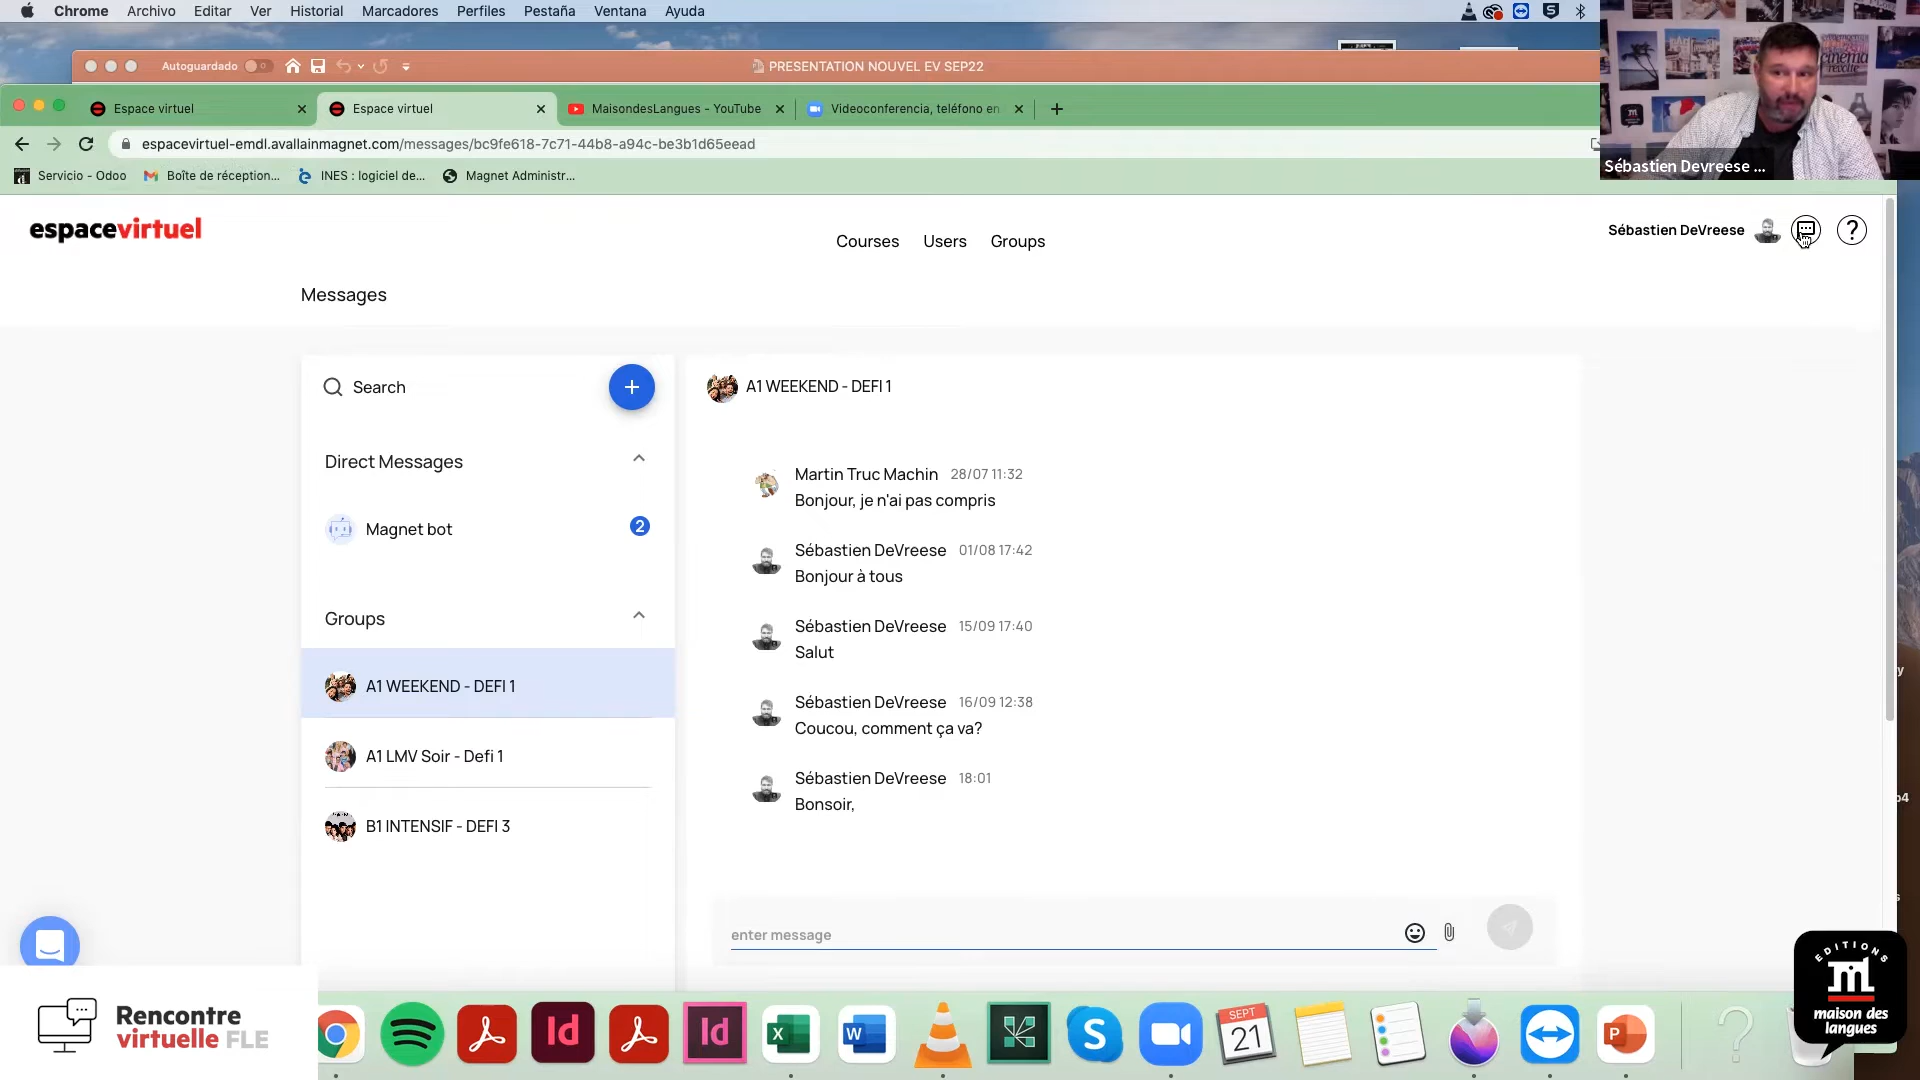 Chrome Archivo Editar Ver Historial Marcadores Perfiles Pestaña Ventana Ayuda
Autoguardado
PRESENTATION NOUVEL EV SEP22
cinéma
révolte
Espace virtuel
Espace virtuel
MaisondesLangues - YouTube
Videoconferencia, teléfono en
espacevirtuel-emdl.avallainmagnet.com/messages/bc9fe618-7c71-44b8-a94c-be3b1d65eead
Sébastien Devreese ...
Servicio - Odoo
Boîte de réception...
INES : logiciel de...
Magnet Administr...
espacevirtuel
Courses Users Groups
Sébastien DeVreese
?
Messages
Search
+
Direct Messages
Magnet bot
2
Groups
A1 WEEKEND - DEFI 1
A1 LMV Soir - Defi 1
B1 INTENSIF - DEFI 3
A1 WEEKEND - DEFI 1
Martin Truc Machin 28/07 11:32
Bonjour, je n'ai pas compris
Sébastien DeVreese 01/08 17:42
Bonjour à tous
Sébastien DeVreese 15/09 17:40
Salut
Sébastien DeVreese 16/09 12:38
Coucou, comment ça va?
Sébastien DeVreese 18:01
Bonsoir,
enter message
Rencontre
virtuelle FLE
Id
Id
X
W
S
SEPT
21
P
?
EDITIONS
maison des
langues